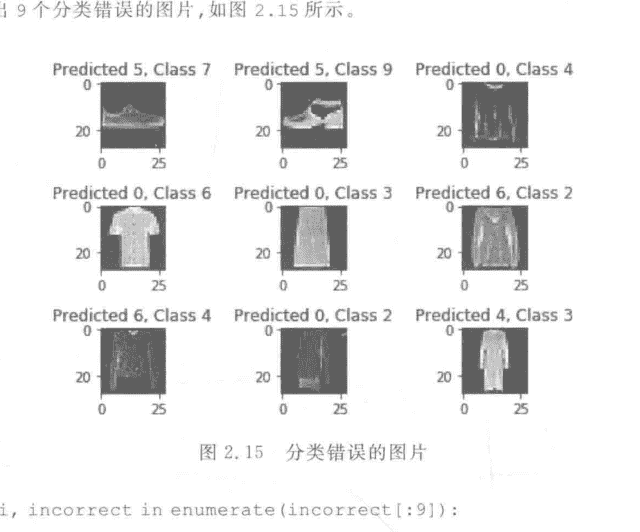 出 9 个分类错误的图片,如图 2.15 所示。
Predicted 5, Class 7 Predicted 5, Class 9 Predicted 0, Class 4
0 0 0
20 20 20
0 25 0 25 0 25
Predicted 0, Class 6 Predicted 0, Class 3 Predicted 6, Class 2
0 0 0
20 20 20
0 25 0 25 0 25
Predicted 6, Class 4 Predicted 0, Class 2 Predicted 4, Class 3
0 0 0
20 20 20
0 25 0 25 0 25
图 2.15 分类错误的图片
i, incorrect in enumerate(incorrect[:9]):